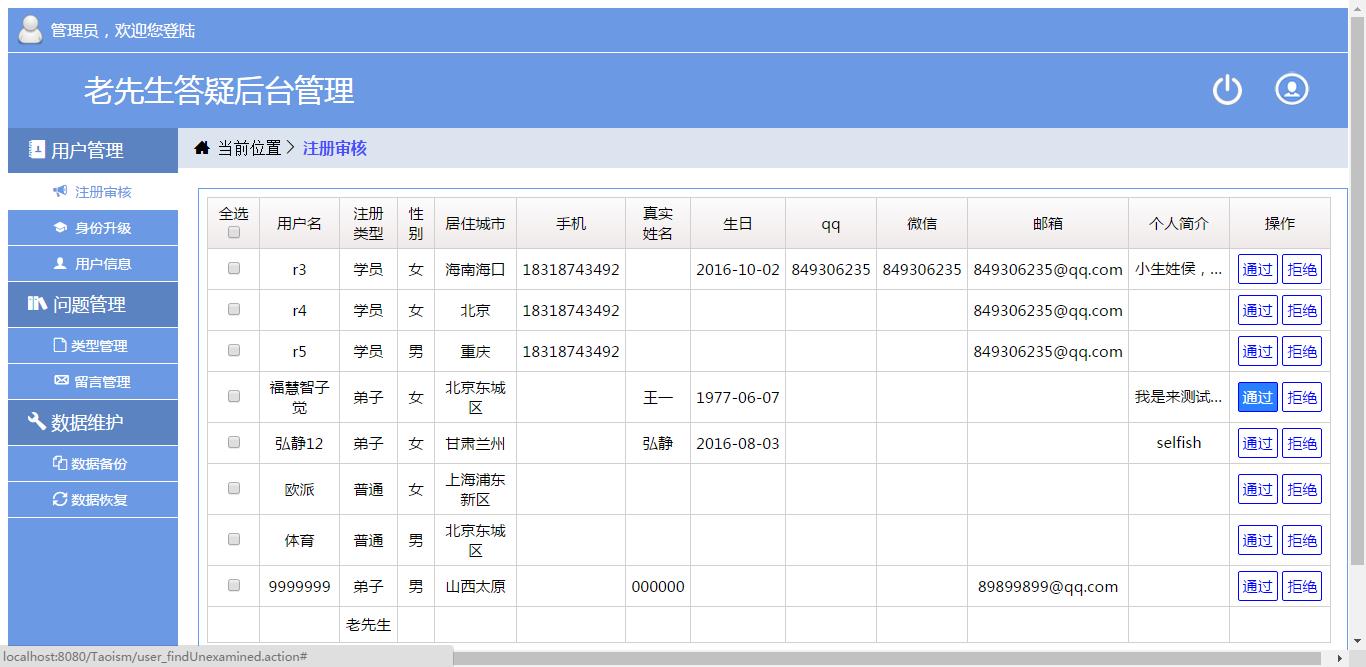 管理员，欢迎您登陆
老先生答疑后台管理
用户管理
注册审核
身份升级
用户信息
问题管理
类型管理
留言管理
数据维护
数据备份
数据恢复
当前位置 > 注册审核
全选 用户名 注册类型 性别 居住城市 手机 真实姓名 生日 qq 微信 邮箱 个人简介 操作
r3 学员 女 海南海口 18318743492 2016-10-02 849306235 849306235 849306235@qq.com 小生姓侯，... 通过 拒绝
r4 学员 女 北京 18318743492 849306235@qq.com 通过 拒绝
r5 学员 男 重庆 18318743492 849306235@qq.com 通过 拒绝
福慧智子觉 弟子 女 北京东城区 王一 1977-06-07 我是来测试... 通过 拒绝
弘静12 弟子 女 甘肃兰州 弘静 2016-08-03 selfish 通过 拒绝
欧派 普通 女 上海浦东新区 通过 拒绝
体育 普通 男 北京东城区 通过 拒绝
9999999 弟子 男 山西太原 000000 89899899@qq.com 通过 拒绝
老先生
localhost:8080/Taoism/user_findUnexamined.action#